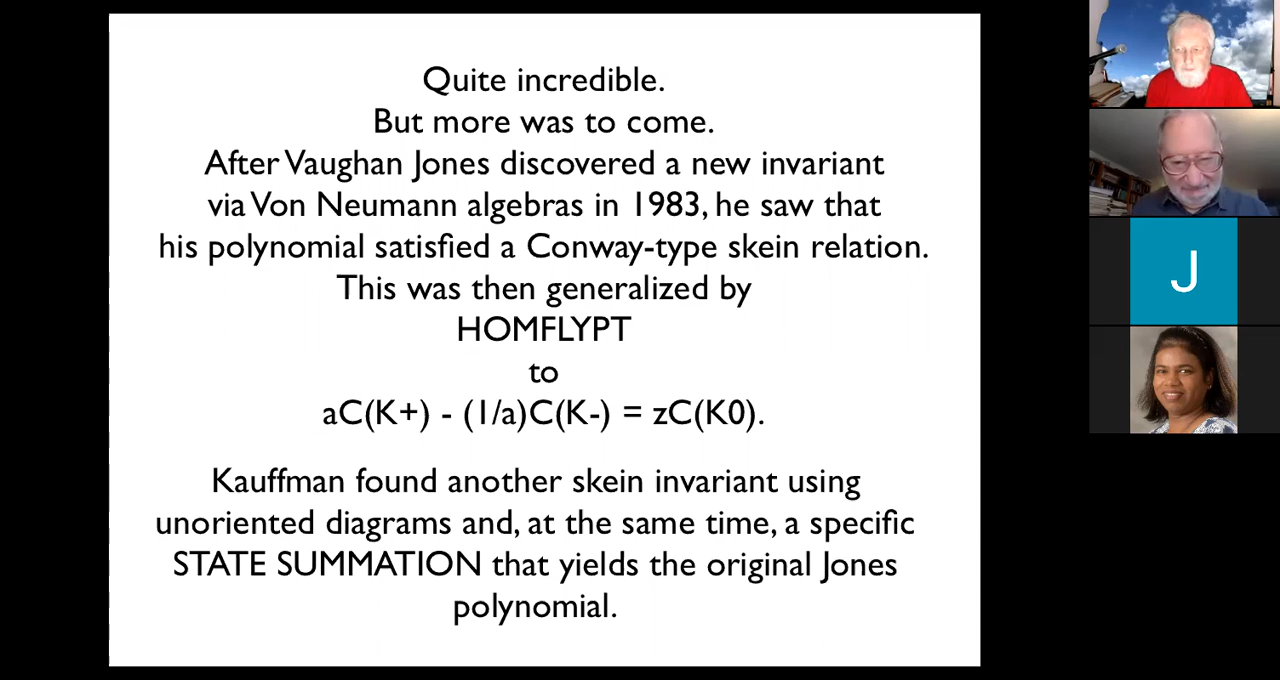 Quite incredible.
But more was to come.
After Vaughan Jones discovered a new invariant
via Von Neumann algebras in 1983, he saw that
his polynomial satisfied a Conway-type skein relation.
This was then generalized by
HOMFLYPT
to
aC(K+) - (1/a)C(K-) = zC(K0).
Kauffman found another skein invariant using
unoriented diagrams and, at the same time, a specific
STATE SUMMATION that yields the original Jones
polynomial.
J